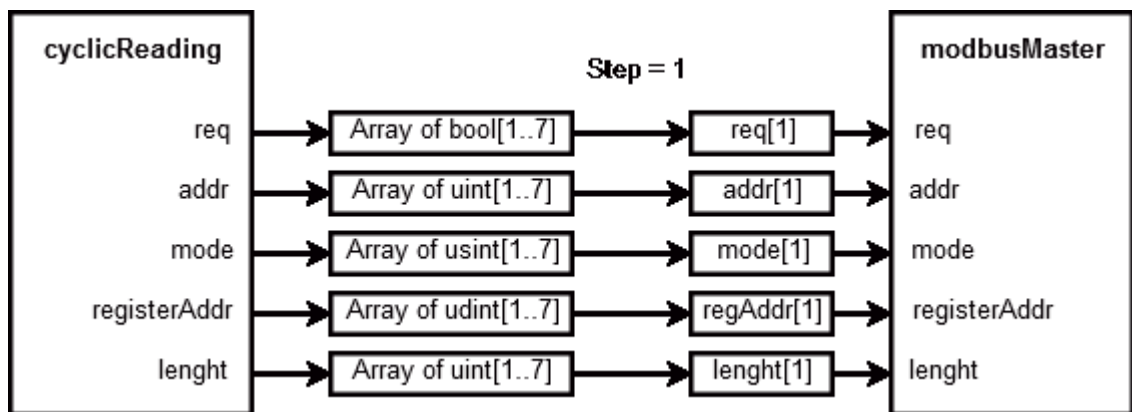 cyclicReading
modbusMaster
Step = 1
req
Array of bool[1..7]
req[1]
req
addr
Array of uint[1..7]
addr[1]
addr
mode
Array of usint[1..7]
mode[1]
mode
registerAddr
Array of udint[1..7]
regAddr[1]
registerAddr
lenght
Array of uint[1..7]
lenght[1]
lenght